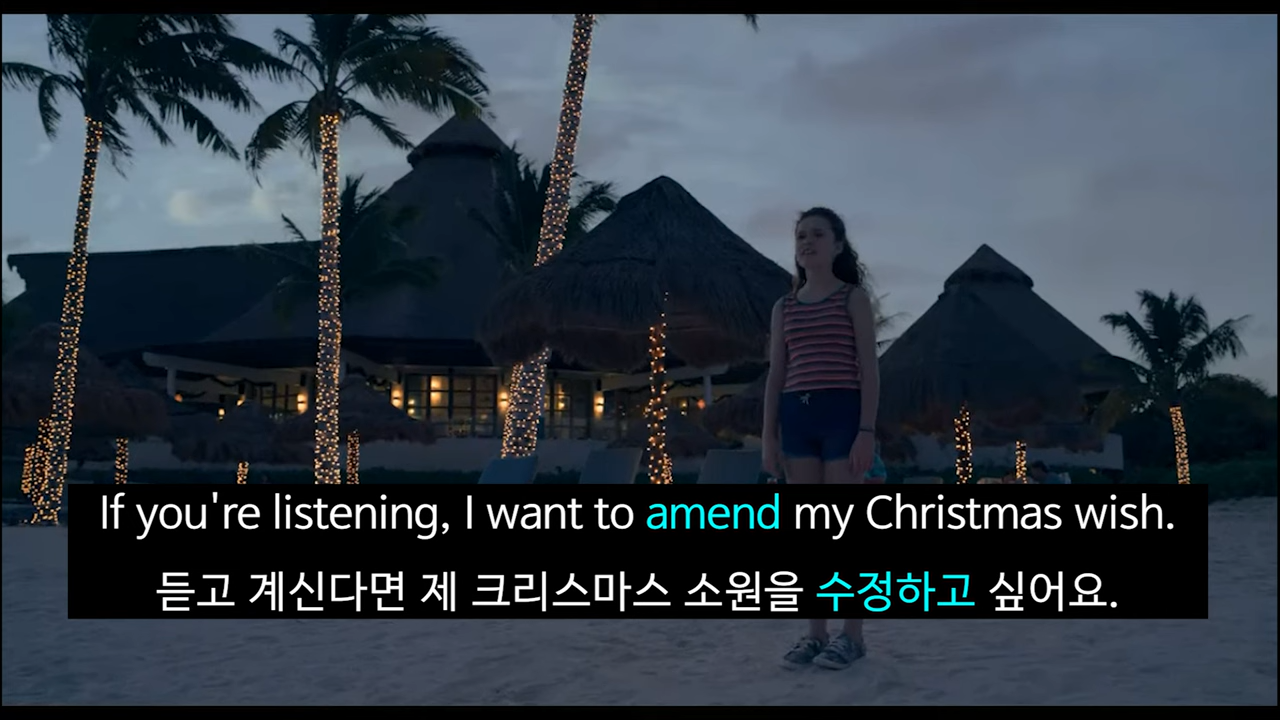 If you're listening, I want to amend my Christmas wish.
듣고 계신다면 제 크리스마스 소원을 수정하고 싶어요.